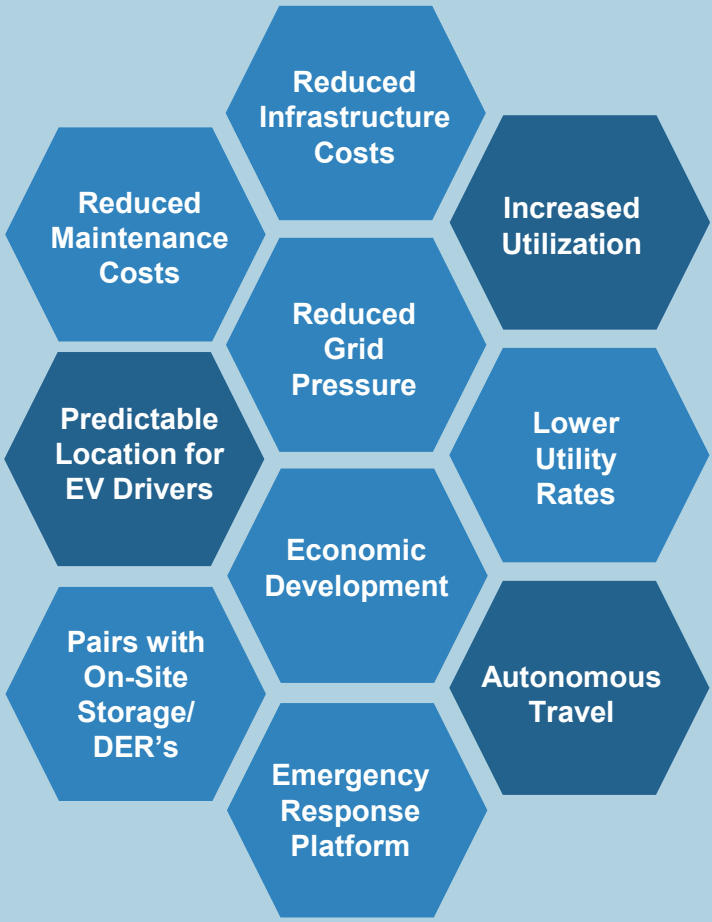 Reduced
Infrastructure
Costs
Reduced
Maintenance
Costs
Increased
Utilization
Reduced
Grid
Pressure
Predictable
Location for
EV Drivers
Lower
Utility
Rates
Economic
Development
Pairs with
On-Site
Storage/
DER’s
Autonomous
Travel
Emergency
Response
Platform